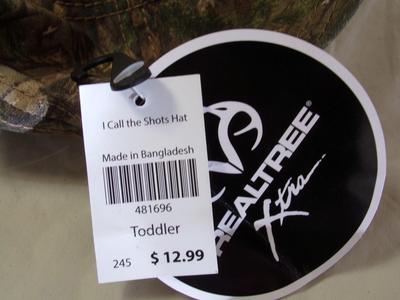 I Call the Shots Hat
Made in Bangladesh
481696
Toddler
245 $ 12.99
REALTREE®
Xtra